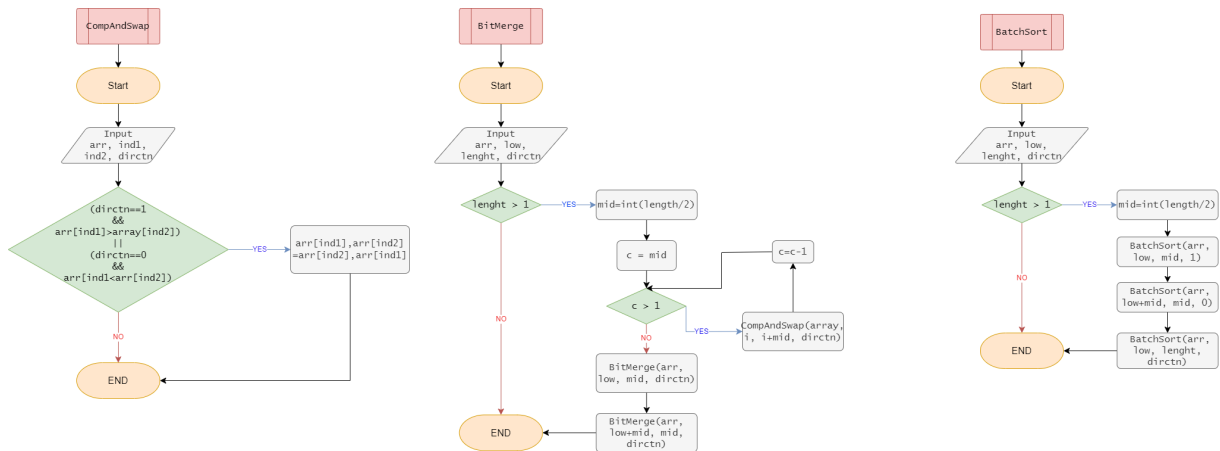 CompAndSwap
Start
Input
arr, ind1,
ind2, dirctn
(dirctn==1
&&
arr[ind1]>array[ind2])
||
(dirctn==0
&&
arr[ind1<arr[ind2])
YES
arr[ind1],arr[ind2]
=arr[ind2],arr[ind1]
NO
END
BitMerge
Start
Input
arr, low,
lenght, dirctn
lenght > 1
YES
mid=int(length/2)
c = mid
c=c-1
c > 1
YES
CompAndSwap(array,
i, i+mid, dirctn)
NO
NO
BitMerge(arr,
low, mid, dirctn)
BitMerge(arr,
low+mid, mid,
dirctn)
END
BatchSort
Start
Input
arr, low,
lenght, dirctn
lenght > 1
YES
mid=int(length/2)
BatchSort(arr,
low, mid, 1)
BatchSort(arr,
low+mid, mid, 0)
BatchSort(arr,
low, lenght,
dirctn)
NO
END